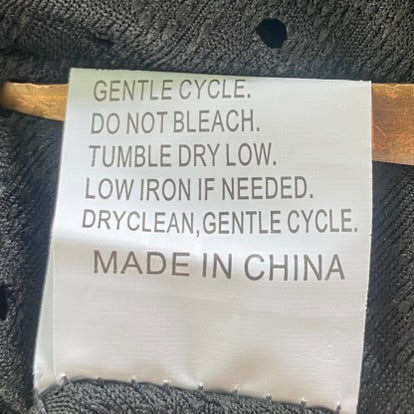 GENTLE CYCLE.
DO NOT BLEACH.
TUMBLE DRY LOW.
LOW IRON IF NEEDED.
DRYCLEAN,GENTLE CYCLE.
MADE IN CHINA